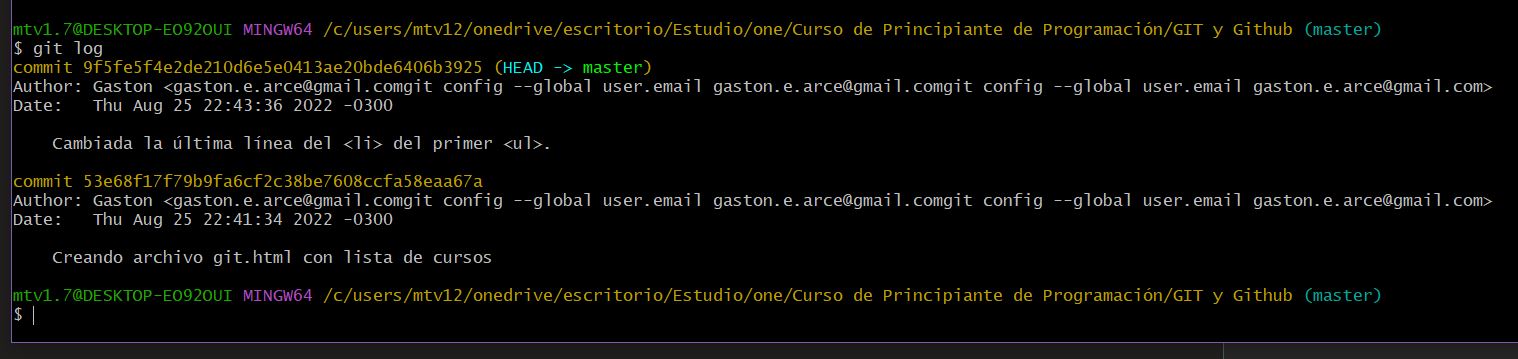 mtv1.7@DESKTOP-EO92OUI MINGW64 /c/users/mtv12/onedrive/escritorio/Estudio/one/Curso de Principiante de Programación/GIT y Github (master)
$ git log
commit 9f5fe5f4e2de210d6e5e0413ae20bde6406b3925 (HEAD -> master)
Author: Gaston <gaston.e.arce@gmail.comgit config --global user.email gaston.e.arce@gmail.comgit config --global user.email gaston.e.arce@gmail.com>
Date:   Thu Aug 25 22:43:36 2022 -0300
    Cambiada la última línea del <li> del primer <ul>.
commit 53e68f17f79b9fa6cf2c38be7608ccfa58eaa67a
Author: Gaston <gaston.e.arce@gmail.comgit config --global user.email gaston.e.arce@gmail.comgit config --global user.email gaston.e.arce@gmail.com>
Date:   Thu Aug 25 22:41:34 2022 -0300
    Creando archivo git.html con lista de cursos
mtv1.7@DESKTOP-EO92OUI MINGW64 /c/users/mtv12/onedrive/escritorio/Estudio/one/Curso de Principiante de Programación/GIT y Github (master)
$